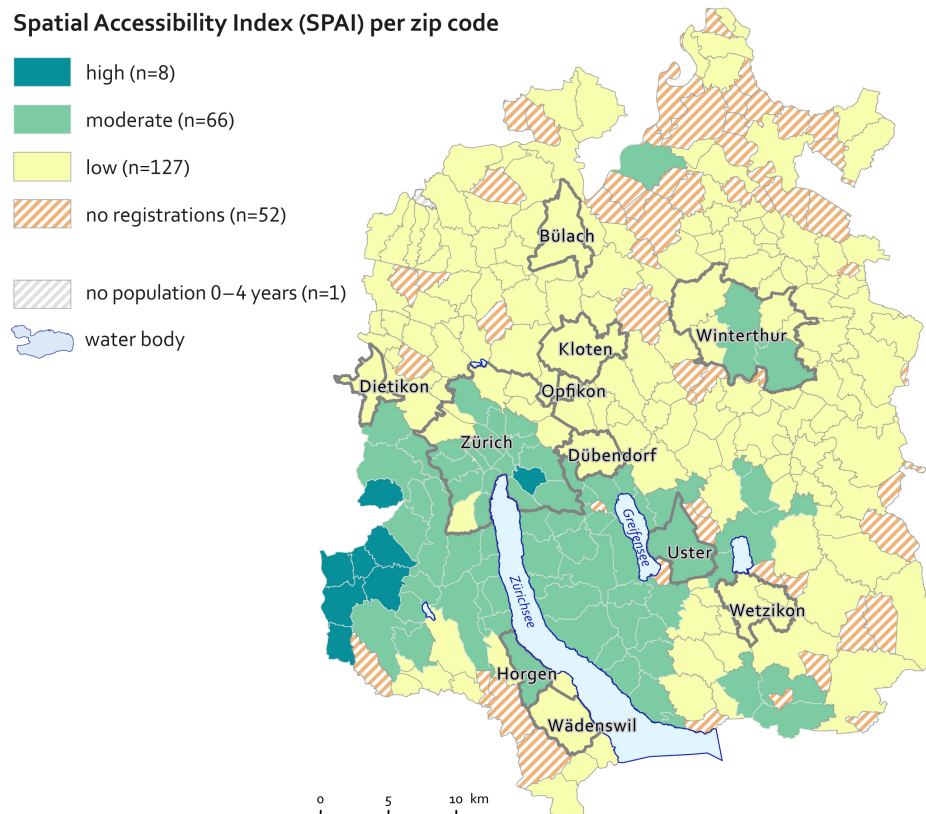 Spatial Accessibility Index (SPAI) per zip code
high (n=8)
moderate (n=66)
low (n=127)
no registrations (n=52)
no population 0–4 years (n=1)
water body
Bülach
Winterthur
Kloten
Dietikon
Opfikon
Zürich
Dübendorf
Greifensee
Uster
Zürichsee
Wetzikon
Horgen
Wädenswil
0 5 10 km